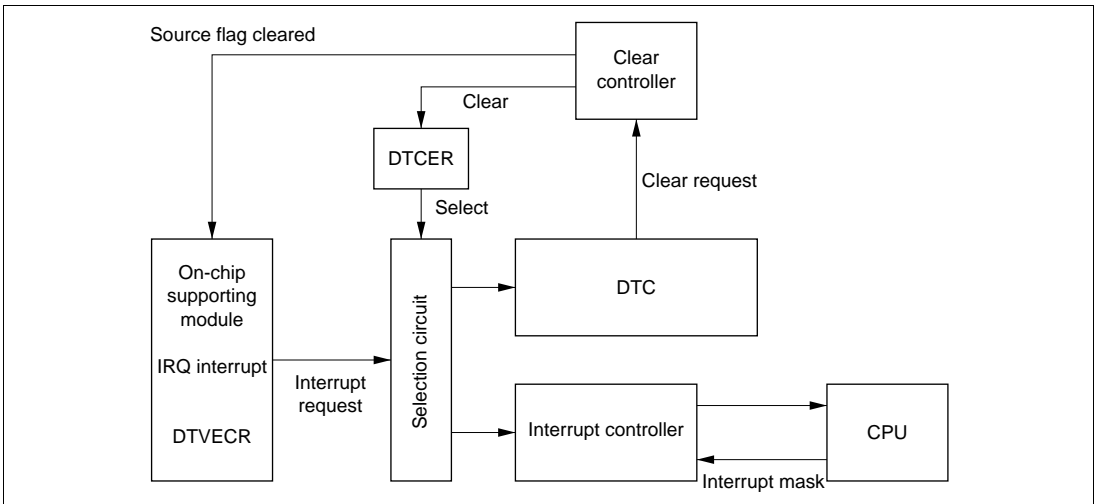 Source flag cleared
Clear
controller
Clear
DTCER
Clear request
Select
On-chip
supporting
module
IRQ interrupt
DTVECR
Interrupt
request
Selection circuit
DTC
Interrupt controller
CPU
Interrupt mask